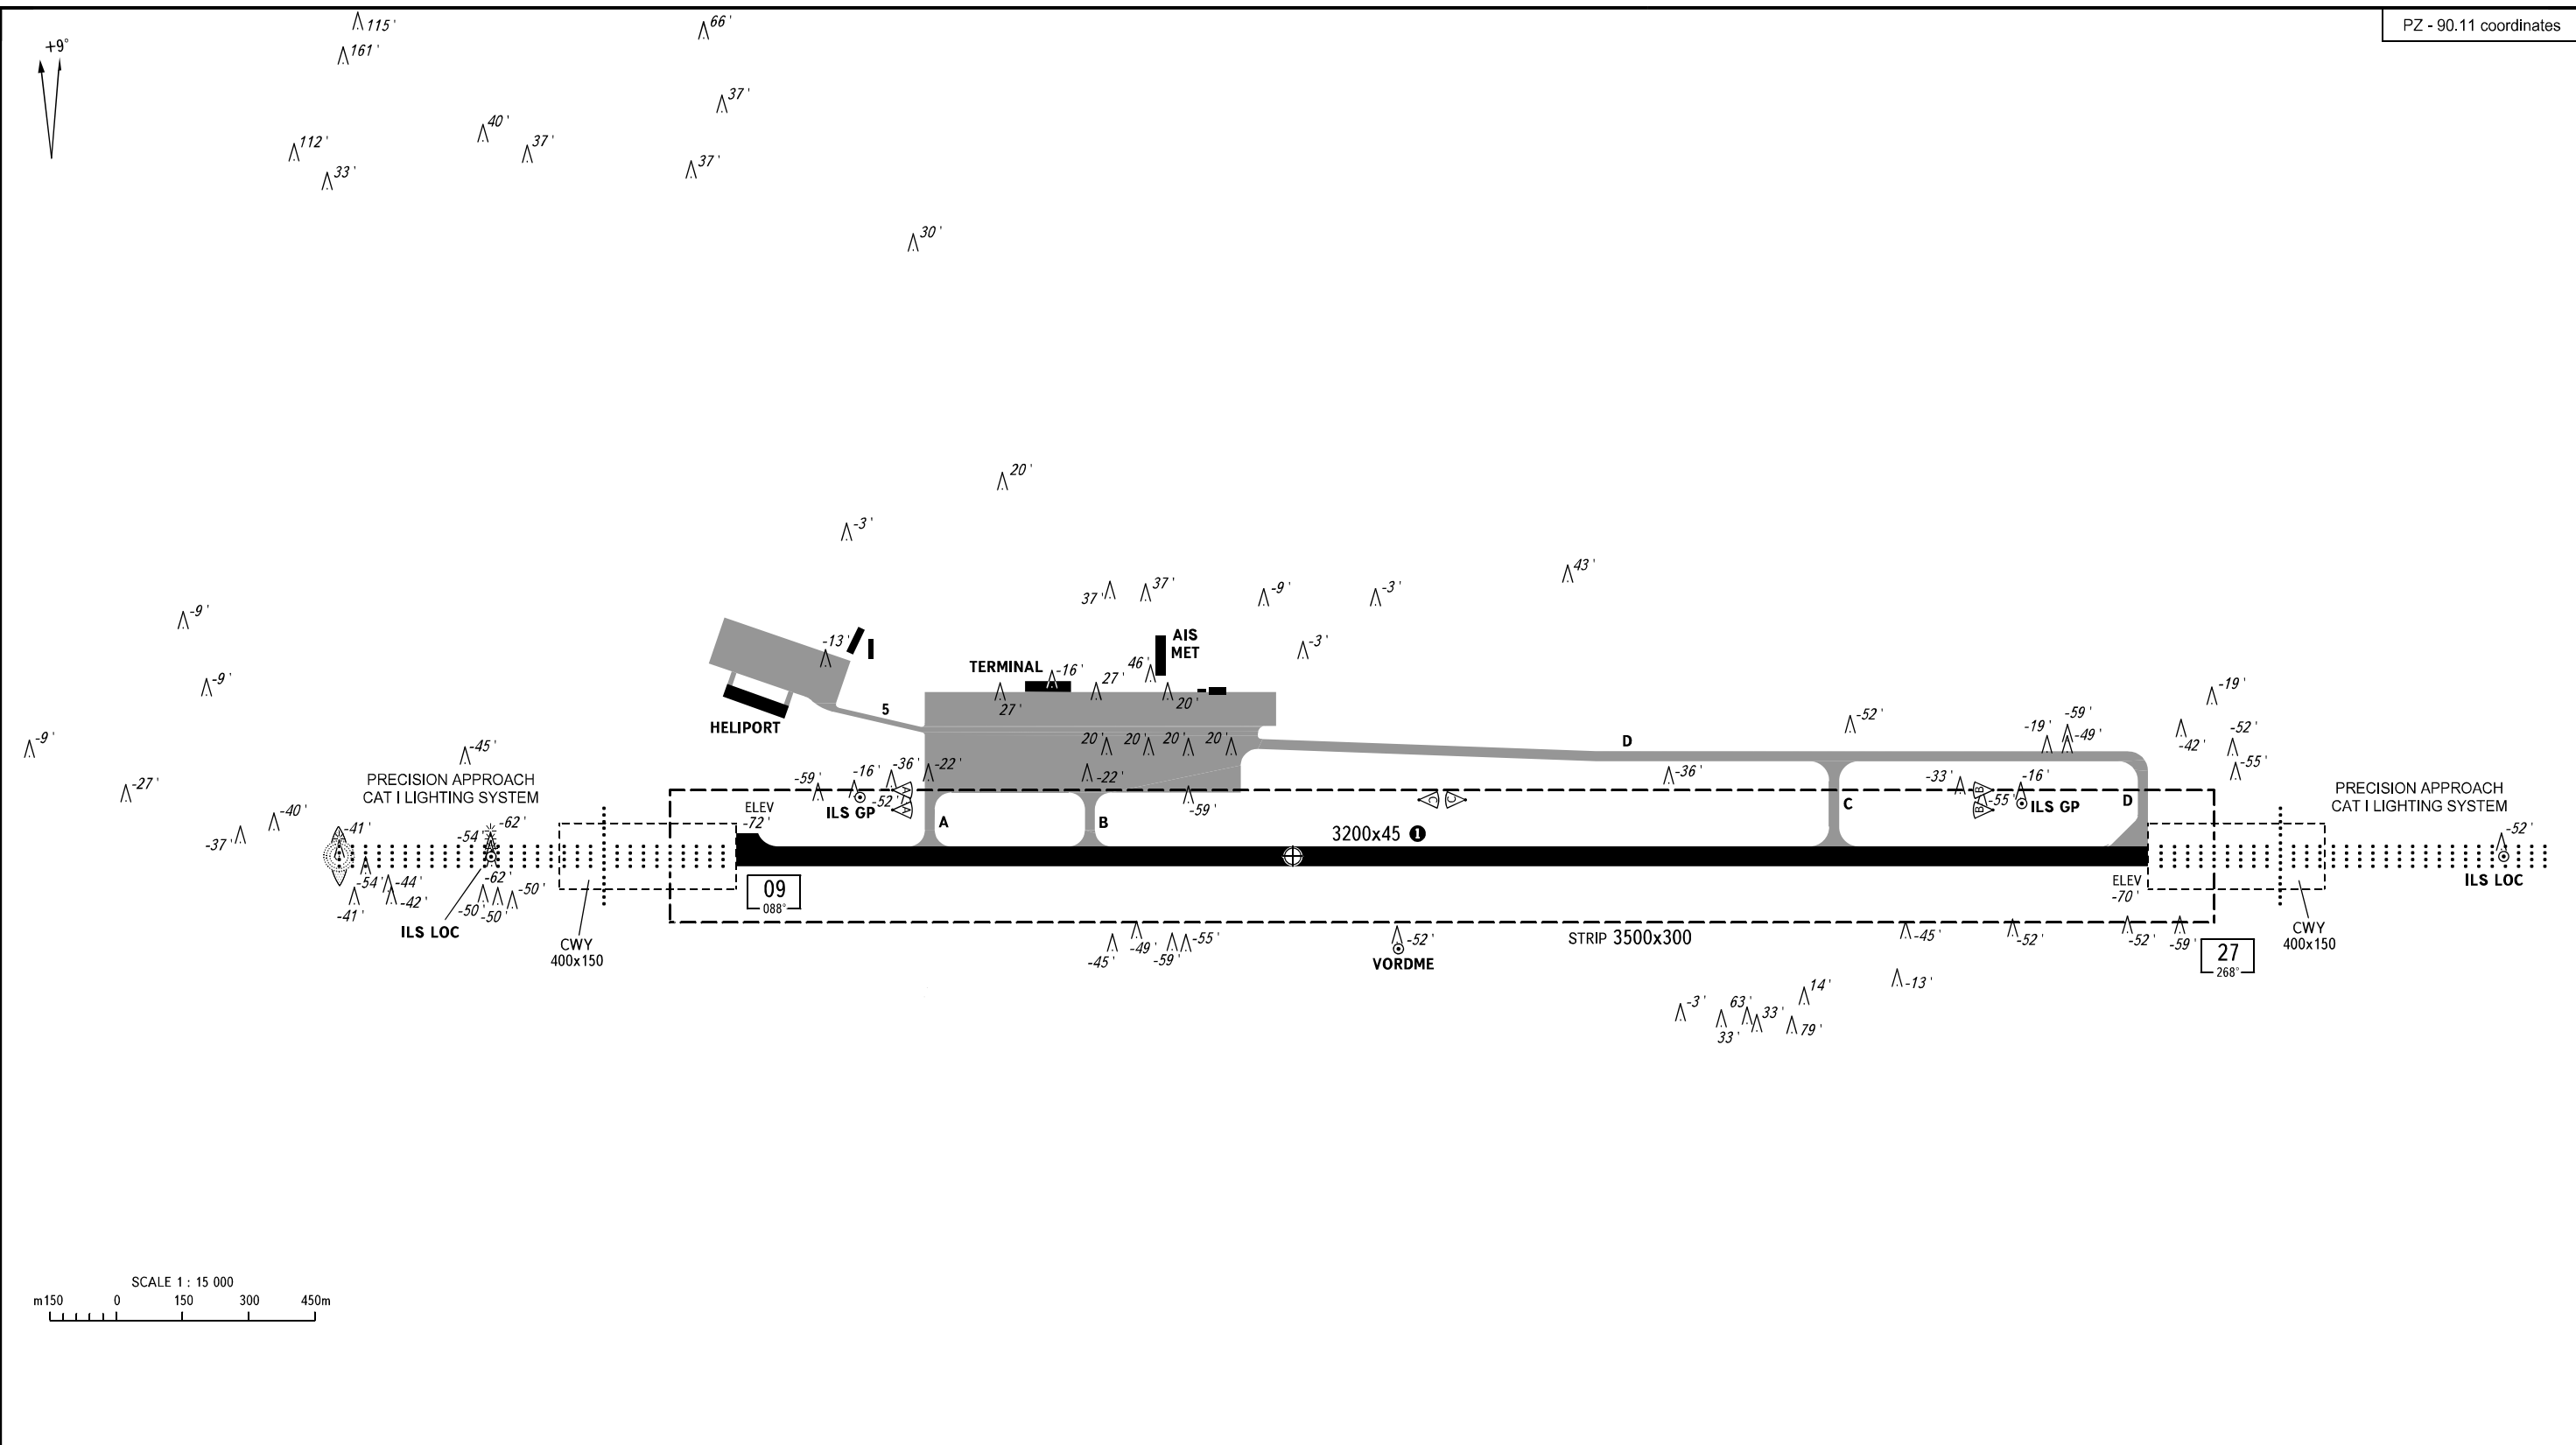 PZ - 90.11 coordinates
+9°
115'
66'
161'
37'
40'
112'
37'
33'
37'
30'
20'
-3'
43'
37'
37'
-9'
-3'
-9'
-13'
AIS
MET
-3'
TERMINAL
-16'
46'
27'
-9'
27'
20'
-19'
HELIPORT
5
-52'
-59'
-19'
-49'
-42'
-52'
-9'
-45'
20'
20'
20'
20'
D
-55'
-27'
PRECISION APPROACH
CAT I LIGHTING SYSTEM
-59'
-16'
-36'
-22'
-22'
-36'
-33'
-16'
PRECISION APPROACH
CAT I LIGHTING SYSTEM
-52'
A
A
ILS GP
-59'
C
C
B
B
-55'
ILS GP
ELEV
-72'
A
B
C
D
-40'
-37'
-41'
-54'
-62'
3200x45 1
-52'
-54'
-44'
-42'
-41'
-62'
-50'
-50'
-50'
ILS LOC
CWY
400x150
09
088°
ELEV
-70'
ILS LOC
-45'
-49'
-59'
-55'
-52'
VORDME
STRIP 3500x300
-45'
-52'
-52'
-59'
27
268°
CWY
400x150
-13'
-3'
33'
63'
33'
14'
79'
SCALE 1 : 15 000
m150 0 150 300 450m